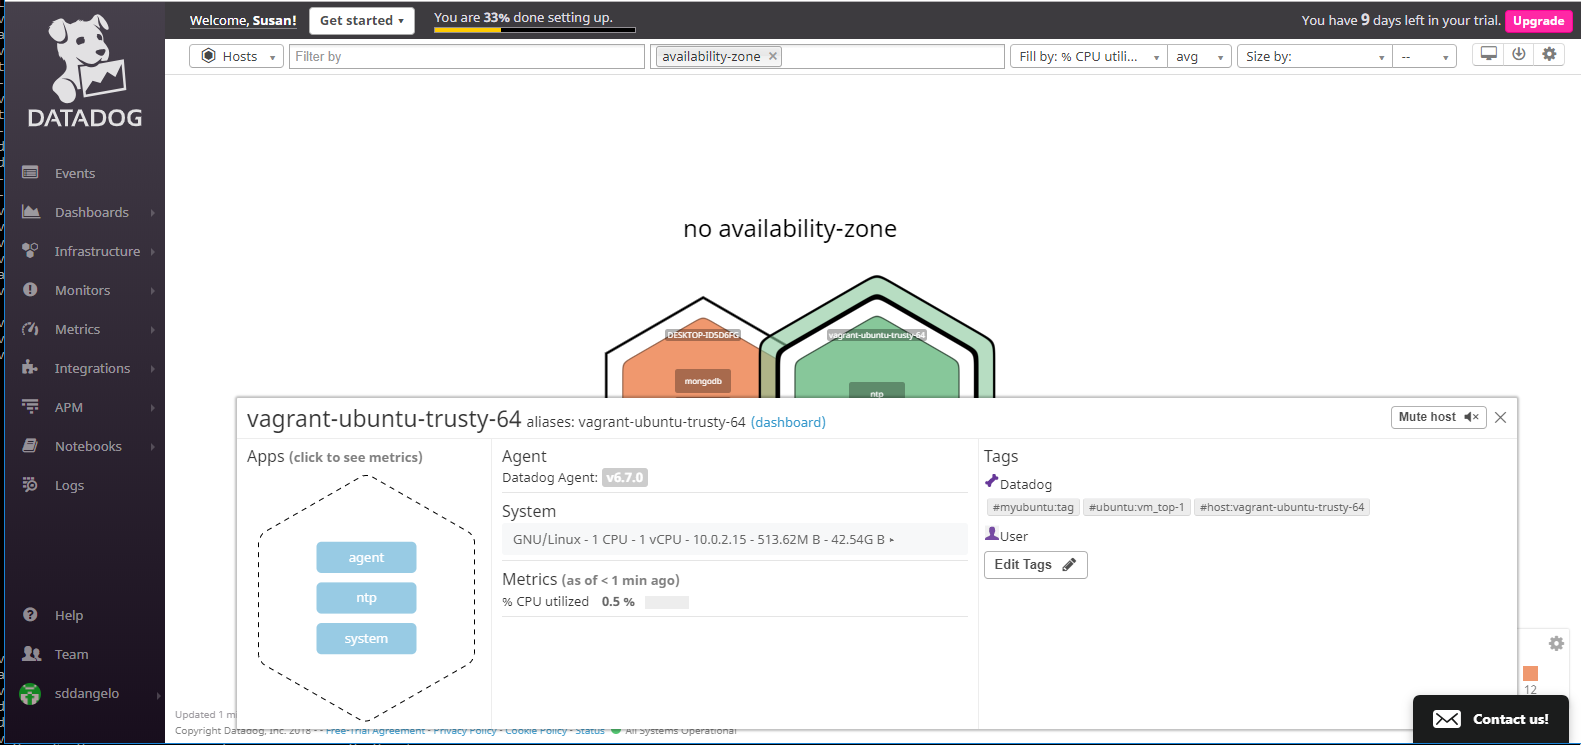 Welcome, Susan!
Get started
You are 33% done setting up.
You have 9 days left in your trial.
Upgrade
DATADOG
Hosts
Filter by
availability-zone ×
Fill by: % CPU utili...
avg
Size by:
--
Events
Dashboards
Infrastructure
Monitors
Metrics
Integrations
APM
Notebooks
Logs
Help
Team
sddangelo
no availability-zone
DESKTOP-ID5D6FG
mongodb
vagrant-ubuntu-trusty-64
ntp
vagrant-ubuntu-trusty-64 aliases: vagrant-ubuntu-trusty-64 (dashboard)
Mute host
Apps (click to see metrics)
agent
ntp
system
Agent
Datadog Agent: v6.7.0
System
GNU/Linux - 1 CPU - 1 vCPU - 10.0.2.15 - 513.62M B - 42.54G B
Metrics (as of < 1 min ago)
% CPU utilized 0.5 %
Tags
Datadog
#myubuntu:tag #ubuntu:vm_top-1 #host:vagrant-ubuntu-trusty-64
User
Edit Tags
12
Updated 1
Copyright Datadog, Inc. 2018 - - Free-Trial Agreement - Privacy Policy - Cookie Policy - Status All Systems Operational
Contact us!